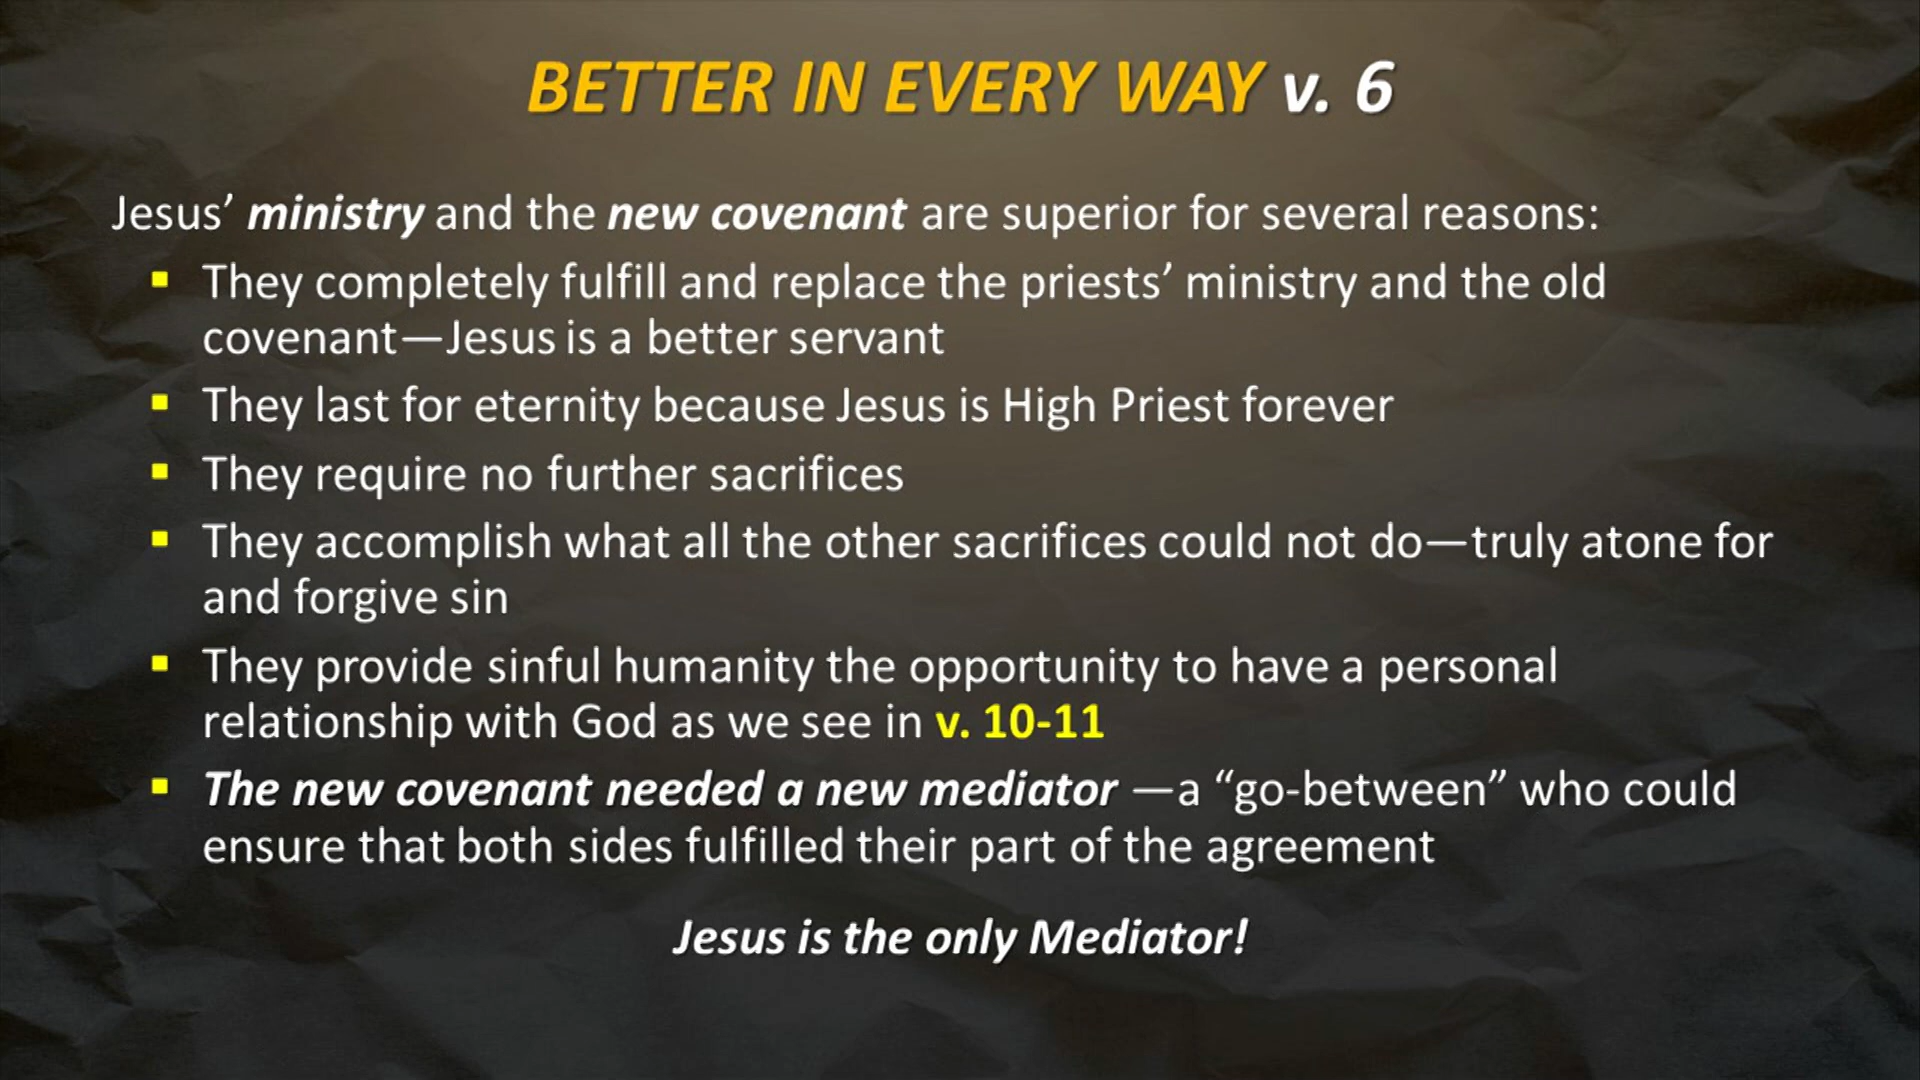 BETTER IN EVERY WAY v. 6
Jesus’ ministry and the new covenant are superior for several reasons:
▪ They completely fulfill and replace the priests’ ministry and the old
covenant—Jesus is a better servant
▪ They last for eternity because Jesus is High Priest forever
▪ They require no further sacrifices
▪ They accomplish what all the other sacrifices could not do—truly atone for
and forgive sin
▪ They provide sinful humanity the opportunity to have a personal
relationship with God as we see in v. 10-11
▪ The new covenant needed a new mediator —a “go-between” who could
ensure that both sides fulfilled their part of the agreement
Jesus is the only Mediator!